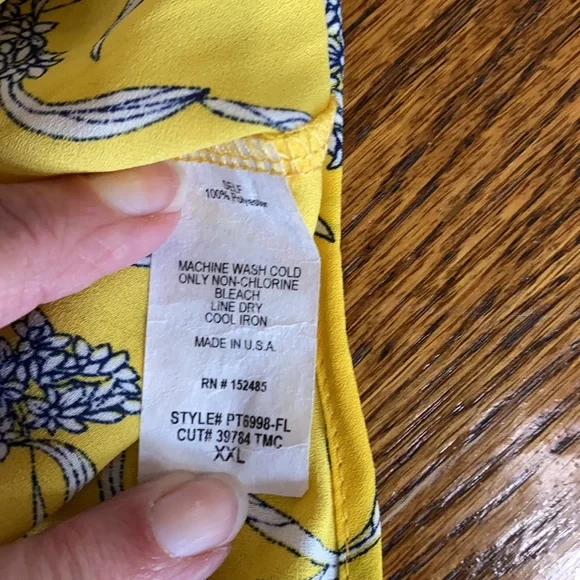 SELF
100% Polyester
MACHINE WASH COLD
ONLY NON-CHLORINE
BLEACH
LINE DRY
COOL IRON
MADE IN U.S.A.
RN # 152485
STYLE# PT6998-FL
CUT# 39784 TMC
XXL